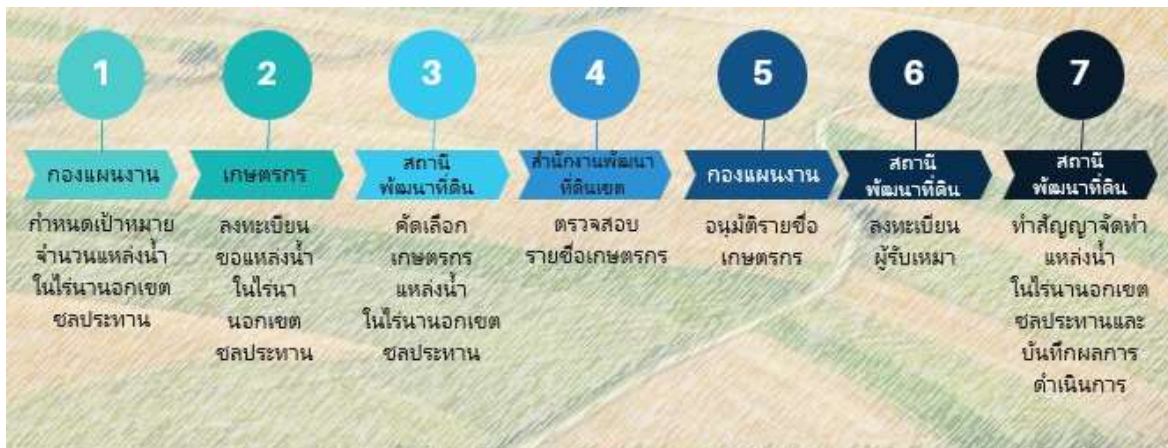 1
กองแผนงาน
กำหนดเป้าหมาย
จำนวนแหล่งน้ำ
ในไร่นานอกเขต
ชลประทาน
2
เกษตรกร
ลงทะเบียน
ขอแหล่งน้ำ
ในไร่นา
นอกเขต
ชลประทาน
3
สถานี
พัฒนาที่ดิน
คัดเลือก
เกษตรกร
แหล่งน้ำ
ในไร่นานอกเขต
ชลประทาน
4
สำนักงานพัฒนา
ที่ดินเขต
ตรวจสอบ
รายชื่อเกษตรกร
5
กองแผนงาน
อนุมัติรายชื่อ
เกษตรกร
6
สถานี
พัฒนาที่ดิน
ลงทะเบียน
ผู้รับเหมา
7
สถานี
พัฒนาที่ดิน
ทำสัญญาจัดทำ
แหล่งน้ำ
ในไร่นานอกเขต
ชลประทานและ
บันทึกผลการ
ดำเนินการ